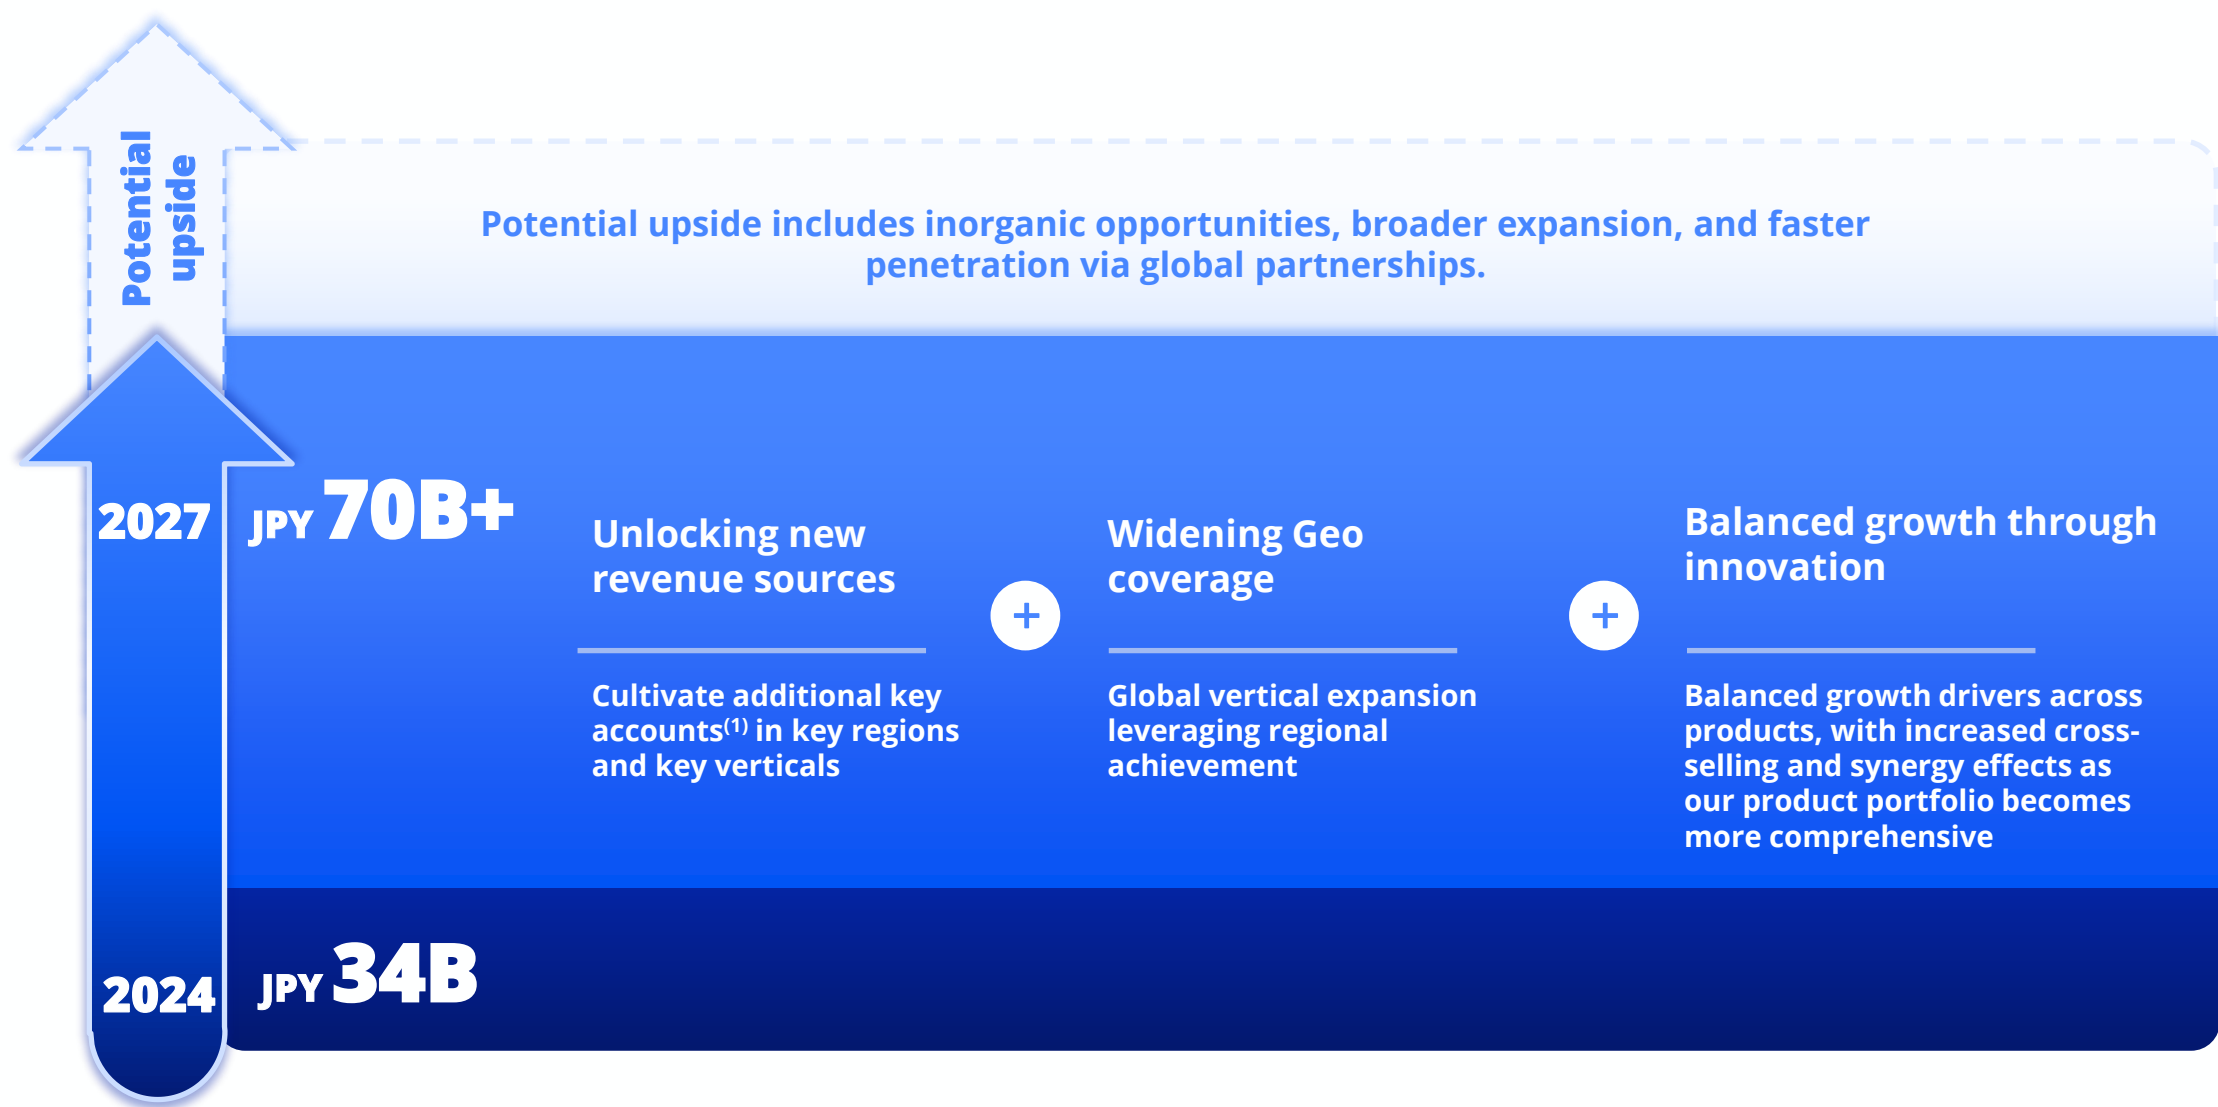 Potential
upside
Potential upside includes inorganic opportunities, broader expansion, and faster
penetration via global partnerships.
2027
JPY 70B+
Unlocking new
revenue sources
Cultivate additional key
accounts(1) in key regions
and key verticals
+
Widening Geo
coverage
Global vertical expansion
leveraging regional
achievement
+
Balanced growth through
innovation
Balanced growth drivers across
products, with increased cross-
selling and synergy effects as
our product portfolio becomes
more comprehensive
2024
JPY 34B